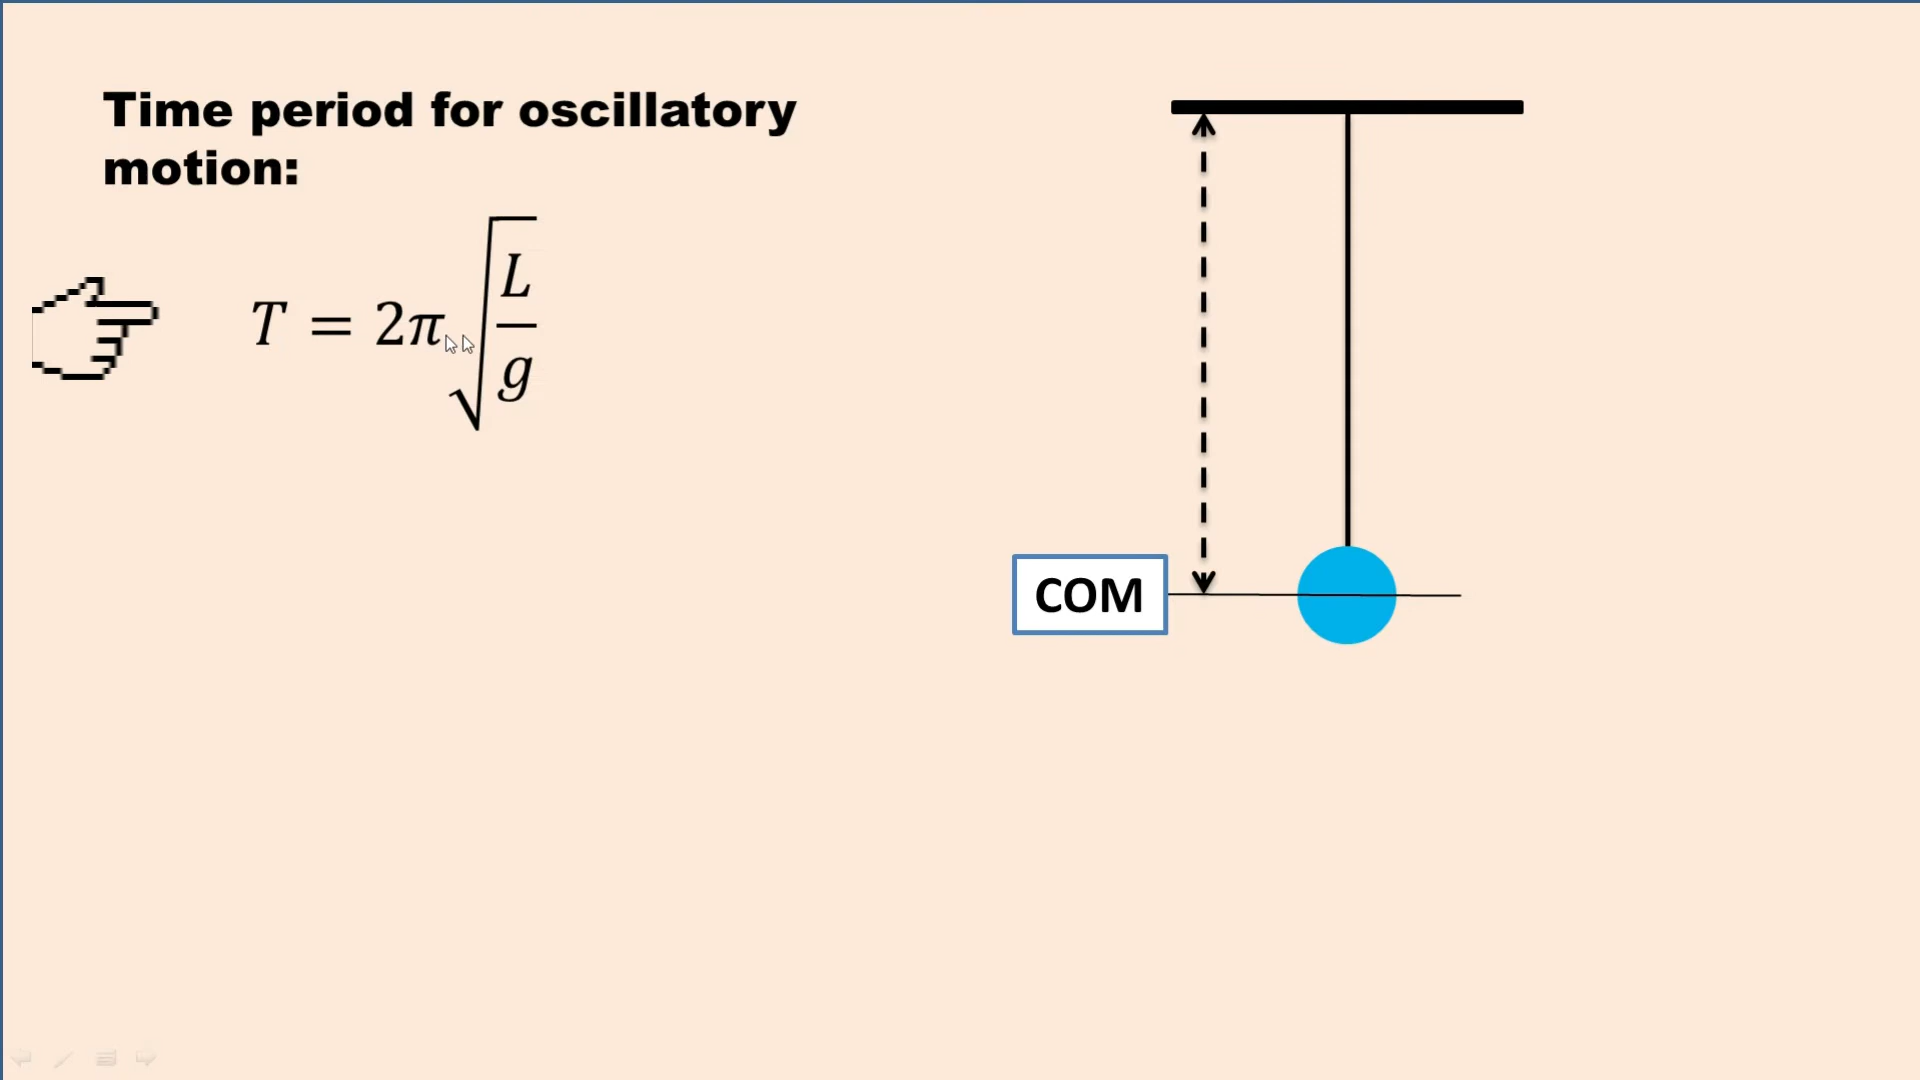 Time period for oscillatory
motion:
T = 2π√(L/g)
COM